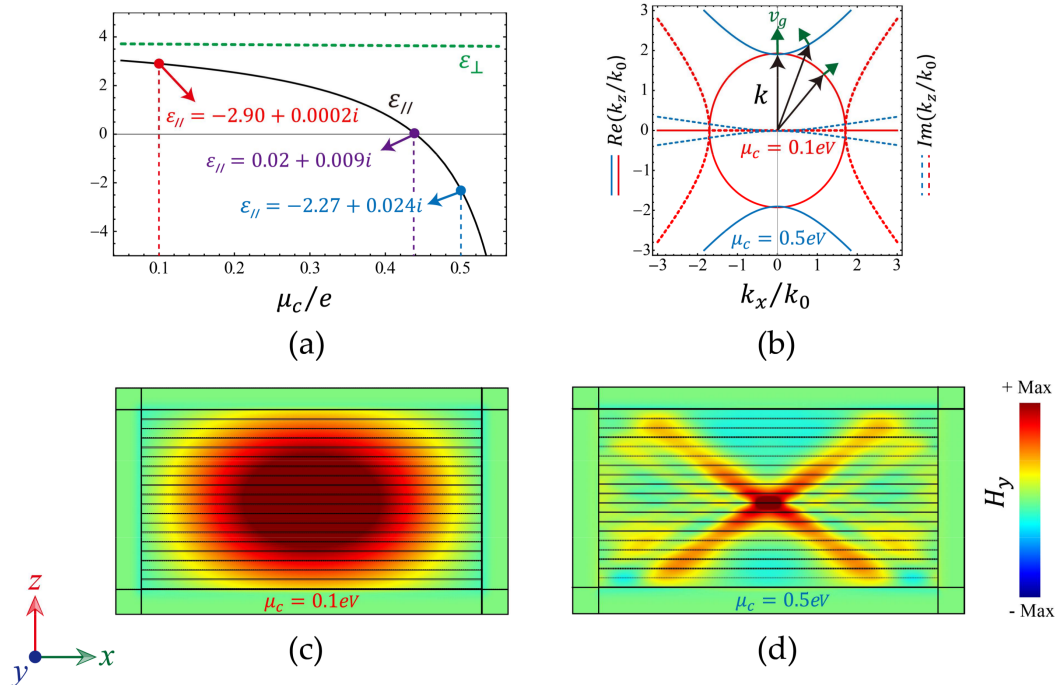 4
2
0
−2
−4
0.1
0.2
0.3
0.4
0.5
ε⊥
ε//
ε// = −2.90 + 0.0002i
ε// = 0.02 + 0.009i
ε// = −2.27 + 0.024i
μc/e
(a)
3
2
1
0
−1
−2
−3
−3
−2
−1
0
1
2
3
Re(kz/k0)
Im(kz/k0)
vg
k
μc = 0.1eV
μc = 0.5eV
kx/k0
(b)
μc = 0.1eV
(c)
μc = 0.5eV
(d)
+ Max
Hy
- Max
z
y
x